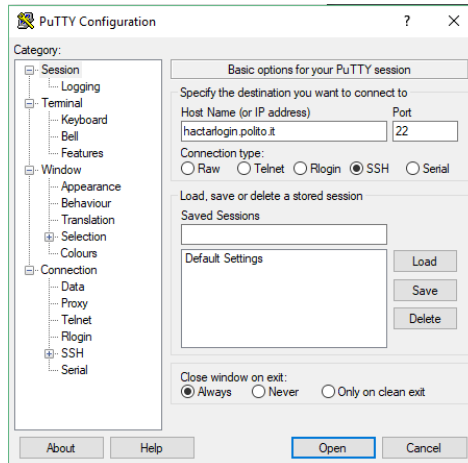 PuTTY Configuration
?
Category:
Session
Logging
Terminal
Keyboard
Bell
Features
Window
Appearance
Behaviour
Translation
Selection
Colours
Connection
Data
Proxy
Telnet
Rlogin
SSH
Serial
Basic options for your PuTTY session
Specify the destination you want to connect to
Host Name (or IP address) Port
hactarlogin.polito.it 22
Connection type:
Raw Telnet Rlogin SSH Serial
Load, save or delete a stored session
Saved Sessions
Default Settings
Load
Save
Delete
Close window on exit:
Always Never Only on clean exit
About Help Open Cancel